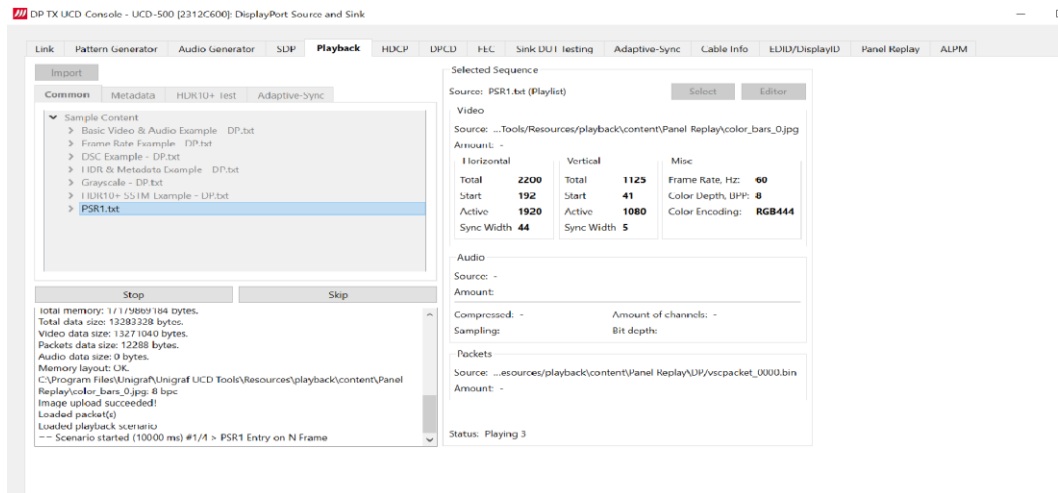 DP TX UCD Console - UCD-500 [2312C600]: DisplayPort Source and Sink
Link Pattern Generator Audio Generator SDP Playback HDCP DPCD FEC Sink DUT Testing Adaptive-Sync Cable Info EDID/DisplayID Panel Replay ALPM
Import
Common Metadata HDR10+ Test Adaptive-Sync
Sample Content
Basic Video & Audio Example DP.txt
Frame Rate Example DP.txt
DSC Example - DP.txt
HDR & Metadata Example DP.txt
Grayscale - DP.txt
HDR10+ SSTM Example - DP.txt
PSR1.txt
Stop Skip
Total memory: 17179869184 bytes.
Total data size: 13283328 bytes.
Video data size: 13271040 bytes.
Packets data size: 12288 bytes.
Audio data size: 0 bytes.
Memory layout: OK.
C:\Program Files\Unigraf\Unigraf UCD Tools\Resources\playback\content\Panel
Replay\color_bars_0.jpg: 8 bpc
Image upload succeeded!
Loaded packet(s)
Loaded playback scenario
-- Scenario started (10000 ms) #1/4 > PSR1 Entry on N Frame
Selected Sequence
Source: PSR1.txt (Playlist) Select Editor
Video
Source: ...Tools/Resources/playback\content\Panel Replay\color_bars_0.jpg
Amount: -
Horizontal Vertical Misc
Total 2200 Total 1125 Frame Rate, Hz: 60
Start 192 Start 41 Color Depth, BPP: 8
Active 1920 Active 1080 Color Encoding: RGB444
Sync Width 44 Sync Width 5
Audio
Source: -
Amount:
Compressed: - Amount of channels: -
Sampling: Bit depth:
Packets
Source: ...esources/playback\content\Panel Replay\DP/vscpacket_0000.bin
Amount: -
Status: Playing 3